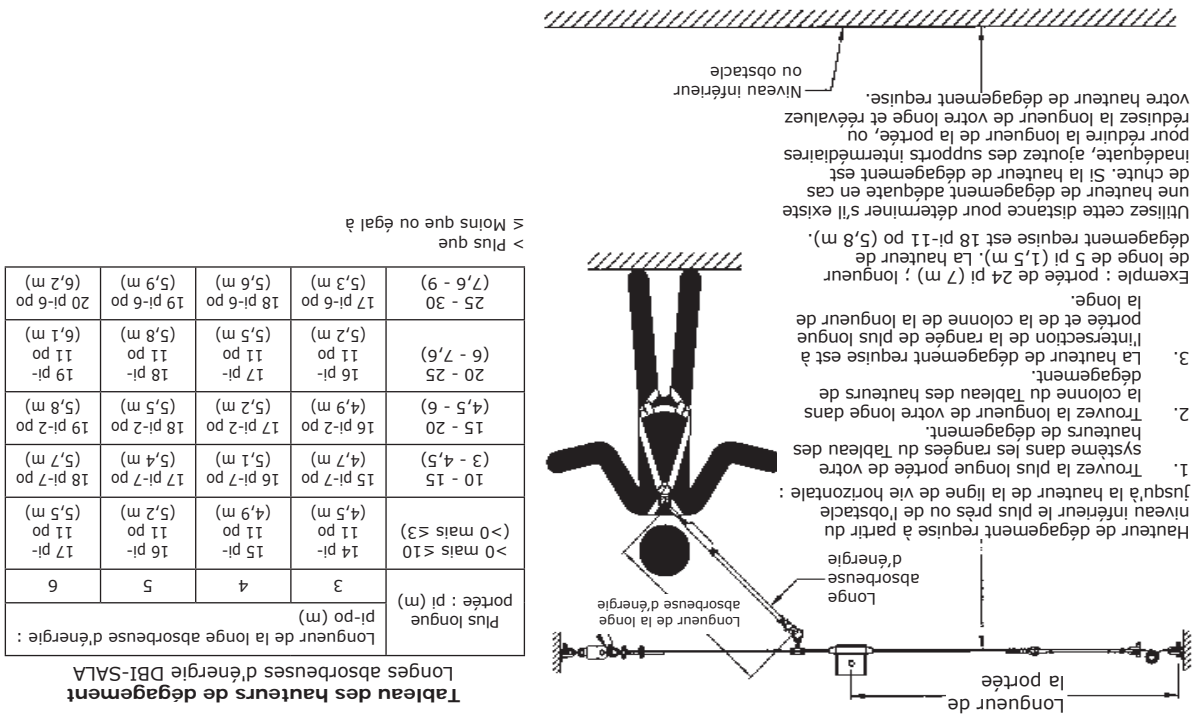 Longueur de
la portée
Longueur de la longe
absorbeuse d'énergie
Longe
absorbeuse
d'énergie
Hauteur de dégagement requise à partir du
niveau inférieur le plus près ou de l'obstacle
jusqu'à la hauteur de la ligne de vie horizontale :
1. Trouvez la plus longue portée de votre
système dans les rangées du Tableau des
hauteurs de dégagement.
2. Trouvez la longueur de votre longe dans
la colonne du Tableau des hauteurs de
dégagement.
3. La hauteur de dégagement requise est à
l'intersection de la rangée de plus longue
portée et de la colonne de la longueur de
la longe.
Exemple : portée de 24 pi (7 m) ; longueur
de longe de 5 pi (1,5 m). La hauteur de
dégagement requise est 18 pi-11 po (5,8 m).
Utilisez cette distance pour déterminer s'il existe
une hauteur de dégagement adéquate en cas
de chute. Si la hauteur de dégagement est
inadéquate, ajoutez des supports intermédiaires
pour réduire la longueur de la portée, ou
réduisez la longueur de votre longe et réévaluez
votre hauteur de dégagement requise.
Niveau inférieur
ou obstacle
Tableau des hauteurs de dégagement
Longes absorbeuses d'énergie DBI-SALA
Plus longue
portée : pi (m)
Longueur de la longe absorbeuse d'énergie :
pi-po (m)
3 4 5 6
>0 mais ≤10
(>0 mais ≤3)
14 pi-
11 po
(4,5 m)
15 pi-
11 po
(4,9 m)
16 pi-
11 po
(5,2 m)
17 pi-
11 po
(5,5 m)
10 - 15
(3 - 4,5)
15 pi-7 po
(4,7 m)
16 pi-7 po
(5,1 m)
17 pi-7 po
(5,4 m)
18 pi-7 po
(5,7 m)
15 - 20
(4,5 - 6)
16 pi-2 po
(4,9 m)
17 pi-2 po
(5,2 m)
18 pi-2 po
(5,5 m)
19 pi-2 po
(5,8 m)
20 - 25
(6 - 7,6)
16 pi-
11 po
(5,2 m)
17 pi-
11 po
(5,5 m)
18 pi-
11 po
(5,8 m)
19 pi-
11 po
(6,1 m)
25 - 30
(7,6 - 9)
17 pi-6 po
(5,3 m)
18 pi-6 po
(5,6 m)
19 pi-6 po
(5,9 m)
20 pi-6 po
(6,2 m)
> Plus que
≤ Moins que ou égal à